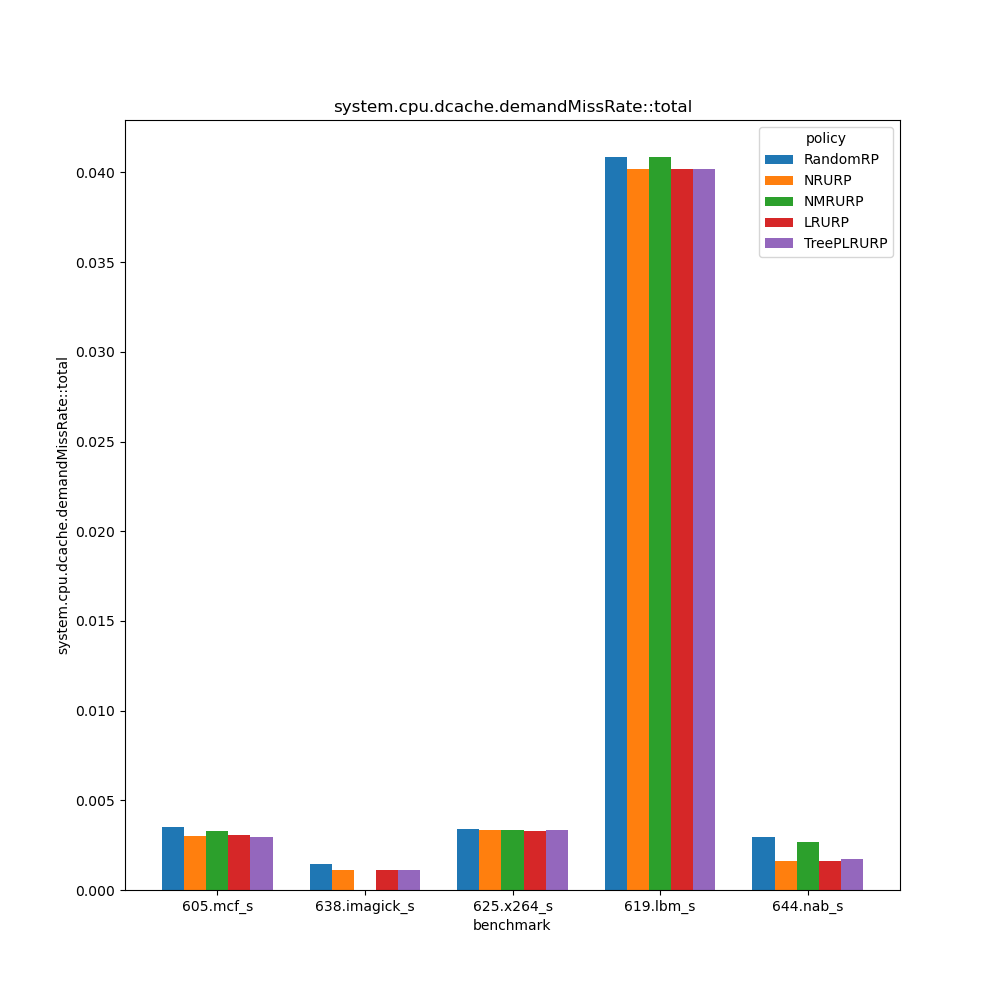 system.cpu.dcache.demandMissRate::total
policy
RandomRP
NRURP
NMRURP
LRURP
TreePLRURP
system.cpu.dcache.demandMissRate::total
0.040
0.035
0.030
0.025
0.020
0.015
0.010
0.005
0.000
605.mcf_s 638.imagick_s 625.x264_s 619.lbm_s 644.nab_s
benchmark